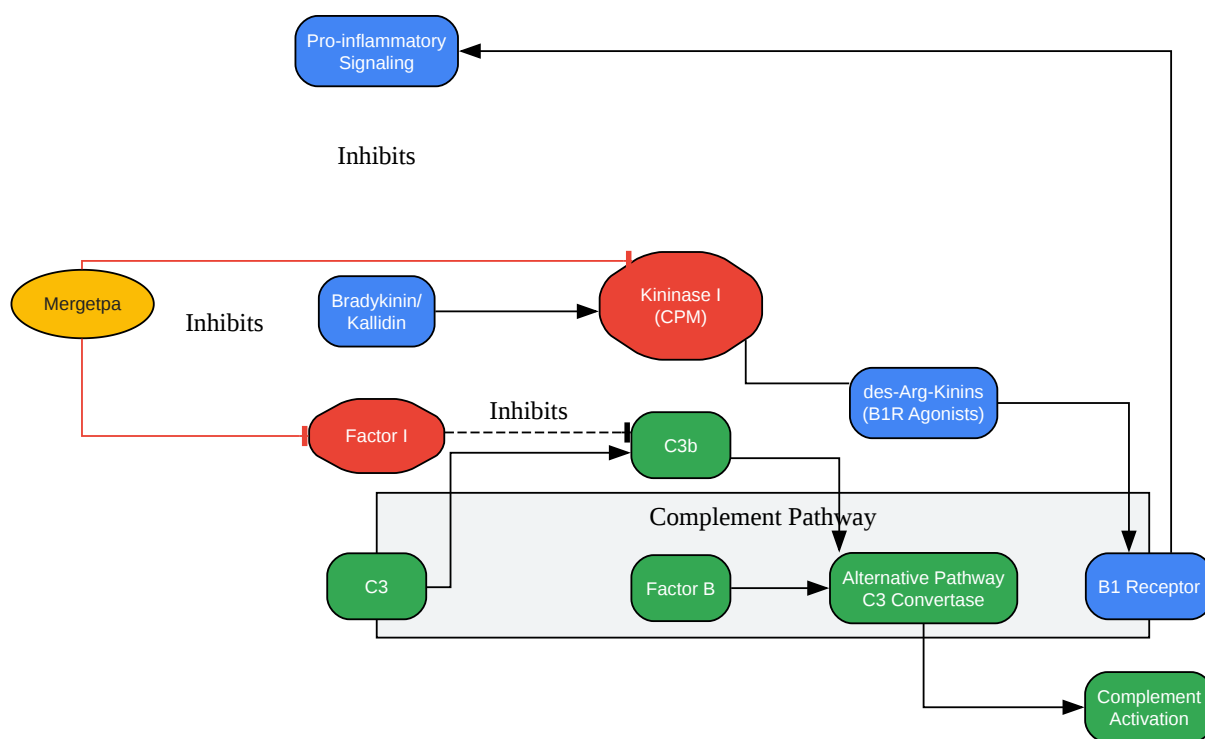 Pro-inflammatory
Signaling
Inhibits
Mergetpa
Inhibits
Bradykinin/
Kallidin
Kininase I
(CPM)
des-Arg-Kinins
(B1R Agonists)
Factor I
Inhibits
C3b
Complement Pathway
C3
Factor B
Alternative Pathway
C3 Convertase
B1 Receptor
Complement
Activation